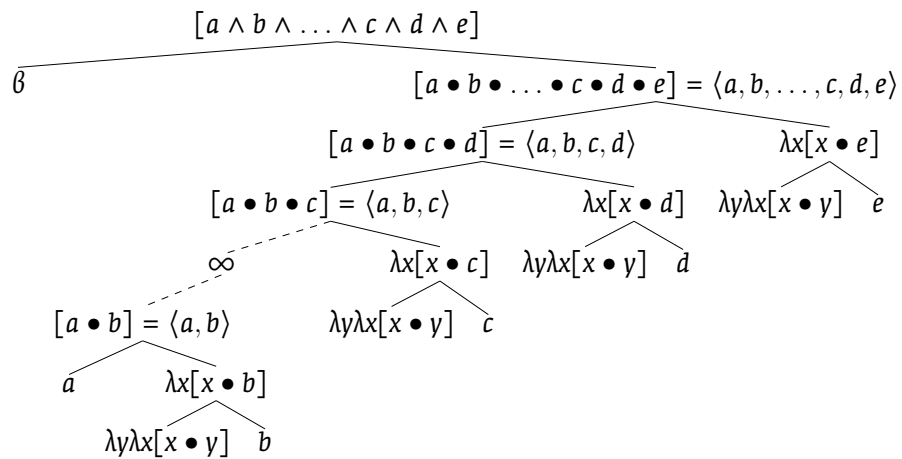 [a ∧ b ∧ … ∧ c ∧ d ∧ e]
β [a • b • … • c • d • e] = ⟨a, b, …, c, d, e⟩
[a • b • c • d] = ⟨a, b, c, d⟩ λx[x • e]
[a • b • c] = ⟨a, b, c⟩ λx[x • d] λyλx[x • y] e
∞ λx[x • c] λyλx[x • y] d
[a • b] = ⟨a, b⟩ λyλx[x • y] c
a λx[x • b]
λyλx[x • y] b